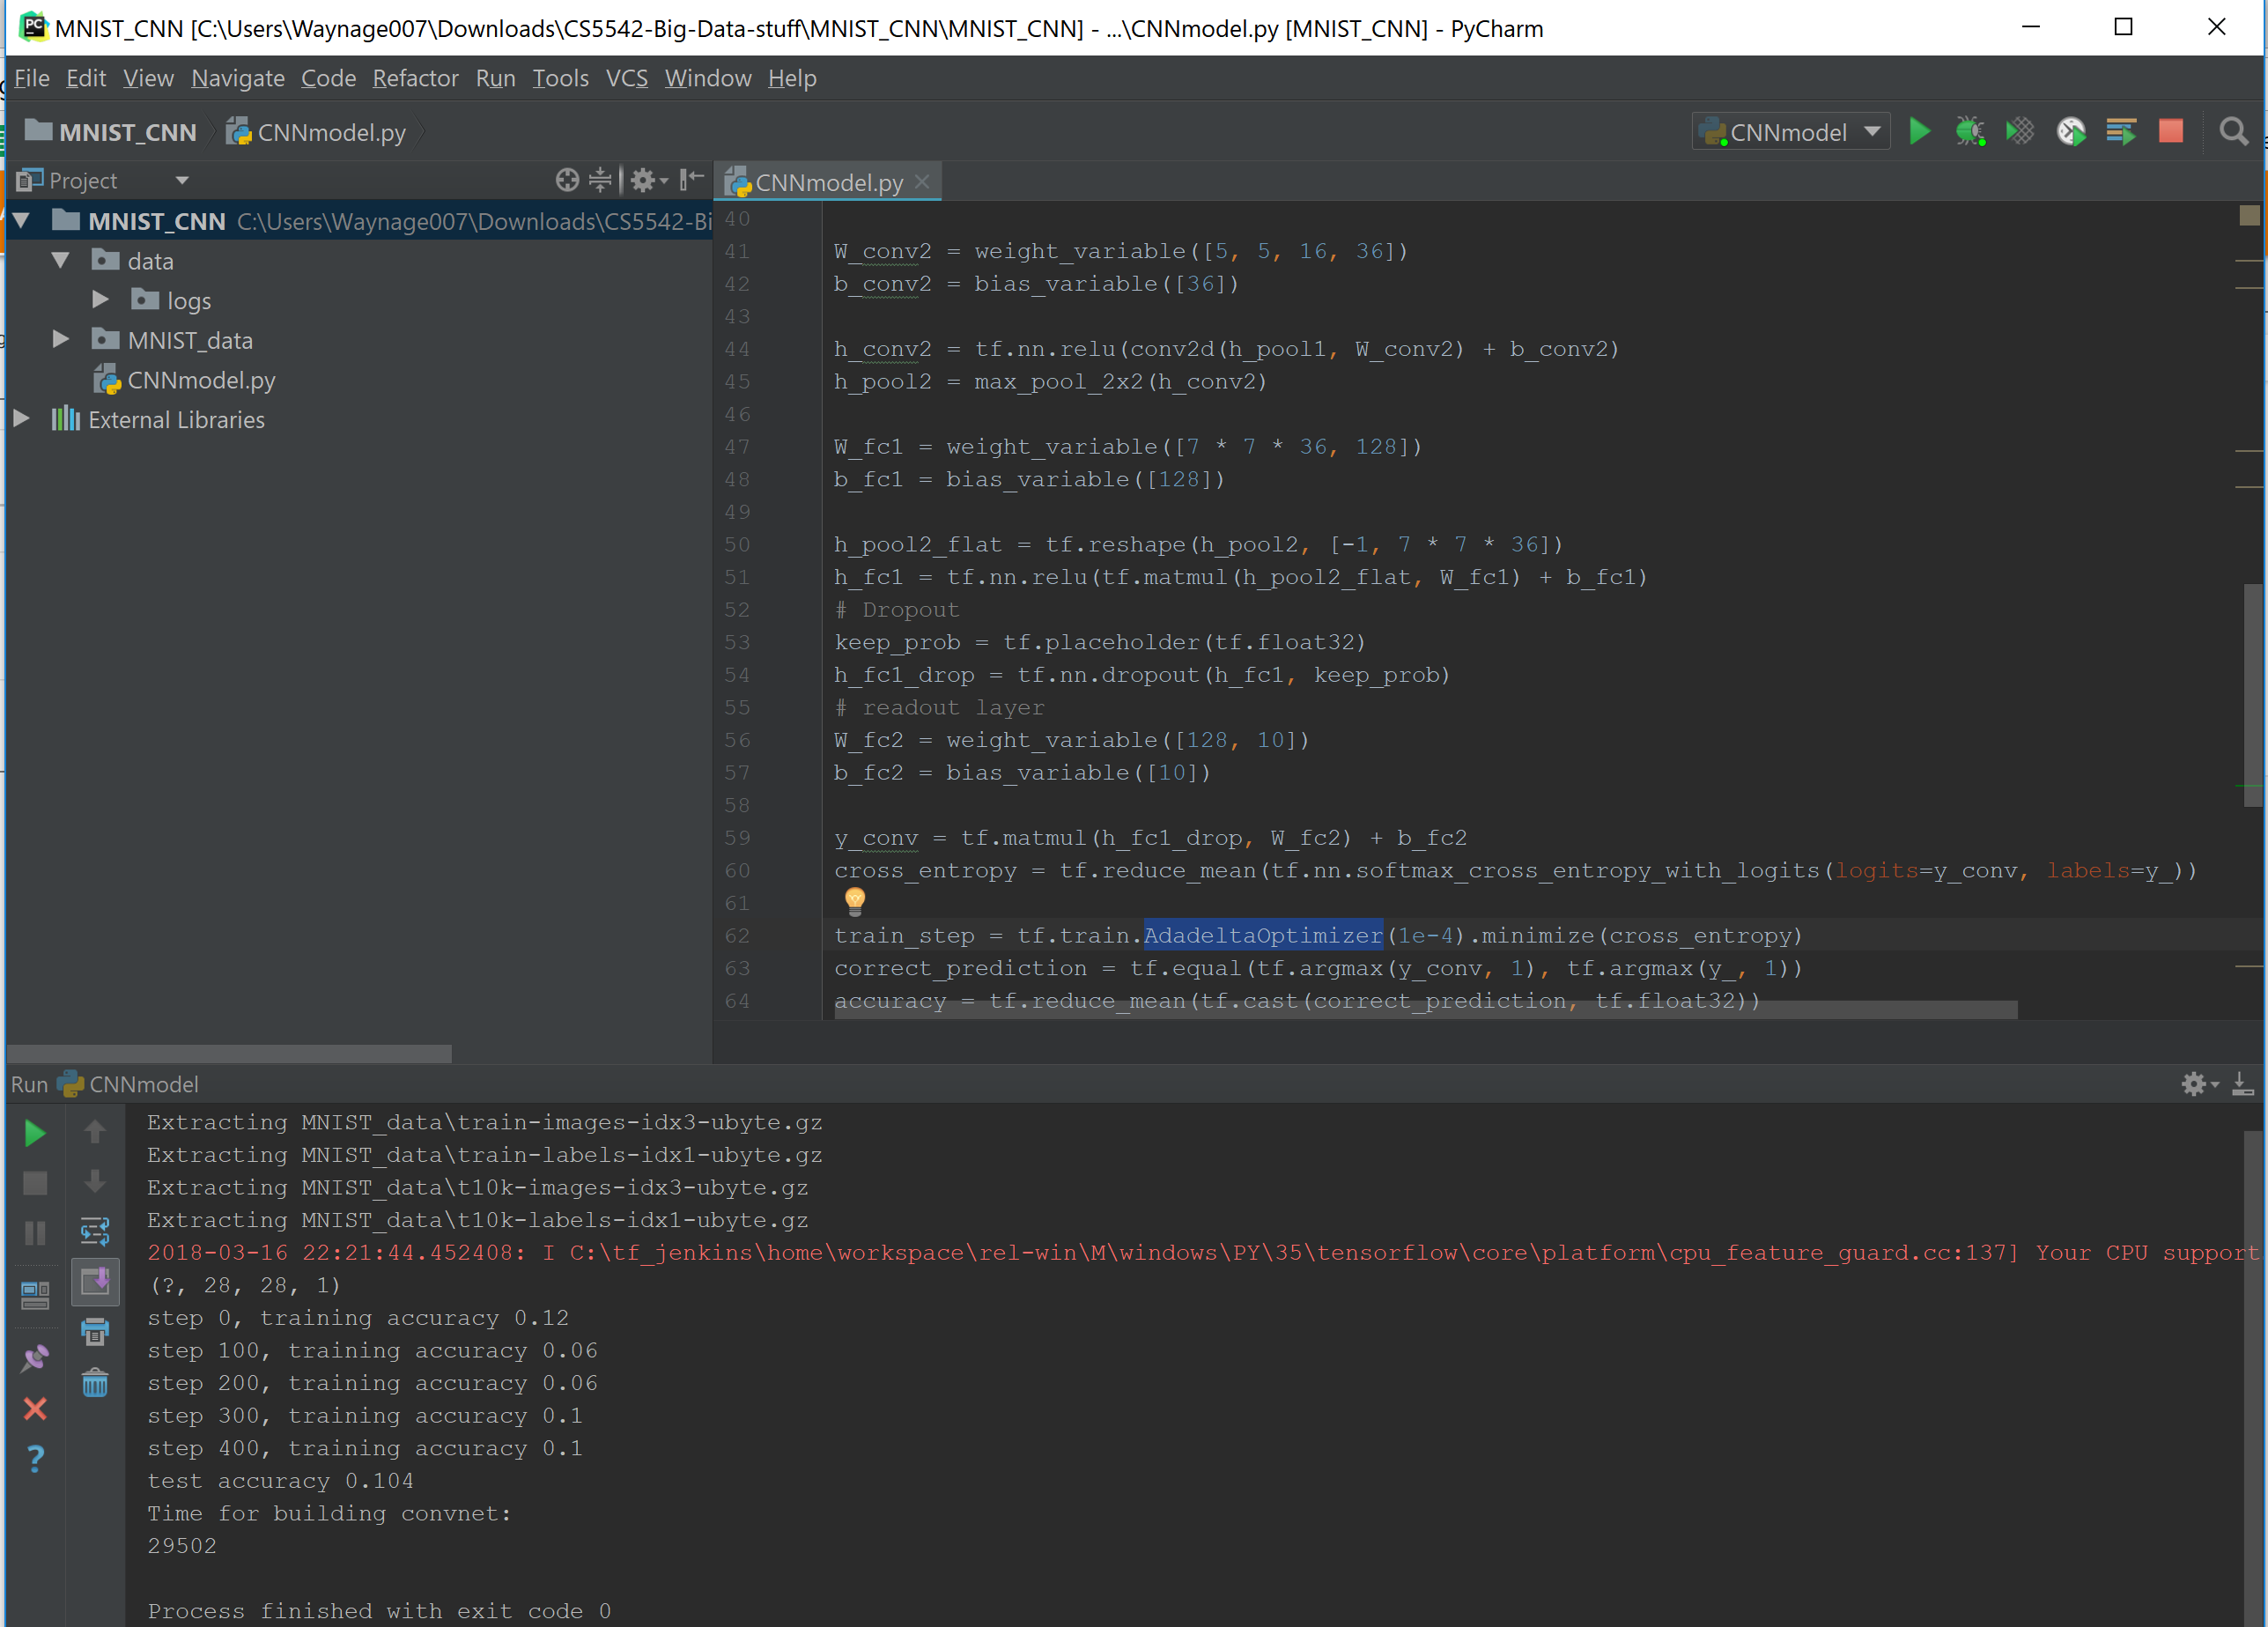 MNIST_CNN [C:\Users\Waynage007\Downloads\CS5542-Big-Data-stuff\MNIST_CNN\MNIST_CNN] - ...\CNNmodel.py [MNIST_CNN] - PyCharm
File Edit View Navigate Code Refactor Run Tools VCS Window Help
MNIST_CNN CNNmodel.py CNNmodel
Project CNNmodel.py
MNIST_CNN C:\Users\Waynage007\Downloads\CS5542-Bi
data
logs
MNIST_data
CNNmodel.py
External Libraries
40
41 W_conv2 = weight_variable([5, 5, 16, 36])
42 b_conv2 = bias_variable([36])
43
44 h_conv2 = tf.nn.relu(conv2d(h_pool1, W_conv2) + b_conv2)
45 h_pool2 = max_pool_2x2(h_conv2)
46
47 W_fc1 = weight_variable([7 * 7 * 36, 128])
48 b_fc1 = bias_variable([128])
49
50 h_pool2_flat = tf.reshape(h_pool2, [-1, 7 * 7 * 36])
51 h_fc1 = tf.nn.relu(tf.matmul(h_pool2_flat, W_fc1) + b_fc1)
52 # Dropout
53 keep_prob = tf.placeholder(tf.float32)
54 h_fc1_drop = tf.nn.dropout(h_fc1, keep_prob)
55 # readout layer
56 W_fc2 = weight_variable([128, 10])
57 b_fc2 = bias_variable([10])
58
59 y_conv = tf.matmul(h_fc1_drop, W_fc2) + b_fc2
60 cross_entropy = tf.reduce_mean(tf.nn.softmax_cross_entropy_with_logits(logits=y_conv, labels=y_))
61
62 train_step = tf.train.AdadeltaOptimizer(1e-4).minimize(cross_entropy)
63 correct_prediction = tf.equal(tf.argmax(y_conv, 1), tf.argmax(y_, 1))
64 accuracy = tf.reduce_mean(tf.cast(correct_prediction, tf.float32))
Run CNNmodel
Extracting MNIST_data\train-images-idx3-ubyte.gz
Extracting MNIST_data\train-labels-idx1-ubyte.gz
Extracting MNIST_data\t10k-images-idx3-ubyte.gz
Extracting MNIST_data\t10k-labels-idx1-ubyte.gz
2018-03-16 22:21:44.452408: I C:\tf_jenkins\home\workspace\rel-win\M\windows\PY\35\tensorflow\core\platform\cpu_feature_guard.cc:137] Your CPU support
(?, 28, 28, 1)
step 0, training accuracy 0.12
step 100, training accuracy 0.06
step 200, training accuracy 0.06
step 300, training accuracy 0.1
step 400, training accuracy 0.1
test accuracy 0.104
Time for building convnet:
29502
Process finished with exit code 0